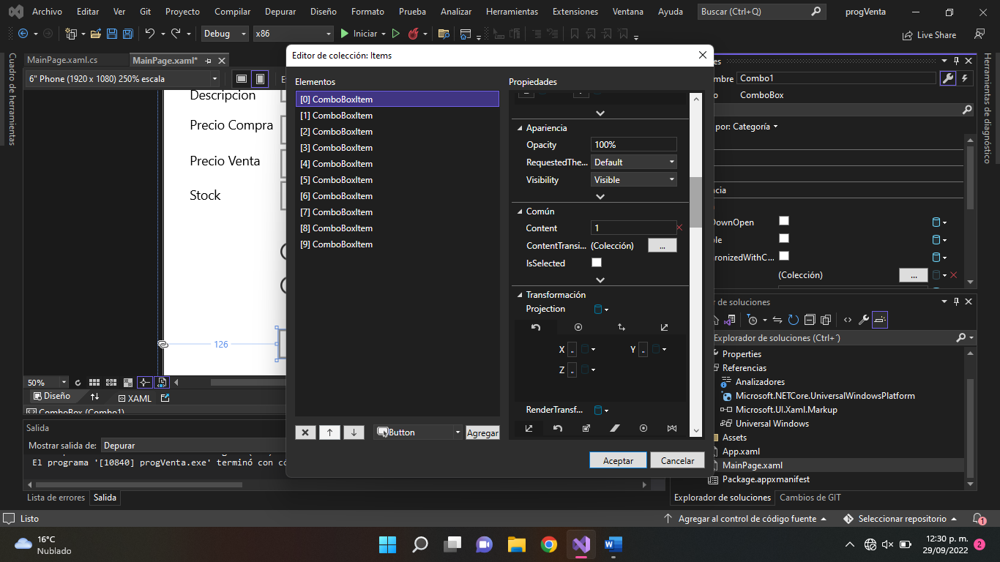 Archivo Editar Ver Git Proyecto Compilar Depurar Diseño Formato Prueba Analizar Herramientas Extensiones Ventana Ayuda Buscar (Ctrl+Q) progVenta
Debug x86 Iniciar Live Share
Cuadro de herramientas
MainPage.xaml.cs MainPage.xaml*
6" Phone (1920 x 1080) 250% escala
Descripcion
Precio Compra
Precio Venta
Stock
126
50%
Diseño XAML
ComboBox (Combo1)
Editor de colección: Items
Elementos
[0] ComboBoxItem
[1] ComboBoxItem
[2] ComboBoxItem
[3] ComboBoxItem
[4] ComboBoxItem
[5] ComboBoxItem
[6] ComboBoxItem
[7] ComboBoxItem
[8] ComboBoxItem
[9] ComboBoxItem
Button Agregar
Propiedades
Apariencia
Opacity 100%
RequestedThe... Default
Visibility Visible
Común
Content 1
ContentTransi... (Colección) ...
IsSelected
Transformación
Projection
X .. Y ..
Z ..
RenderTransf...
Aceptar Cancelar
es
mbre Combo1
o ComboBox
por: Categoría
ncia
DownOpen
ble
ronizedWithC...
(Colección) ...
r de soluciones
Explorador de soluciones (Ctrl+´)
Properties
Referencias
Analizadores
Microsoft.NETCore.UniversalWindowsPlatform
Microsoft.UI.Xaml.Markup
Universal Windows
Assets
App.xaml
MainPage.xaml
Package.appxmanifest
Explorador de soluciones Cambios de GIT
Herramientas de diagnóstico
Salida
Mostrar salida de: Depurar
El programa '[10840] progVenta.exe' terminó con có
Lista de errores Salida
Listo Agregar al control de código fuente Seleccionar repositorio 1
16°C
Nublado
12:30 p. m.
29/09/2022 2